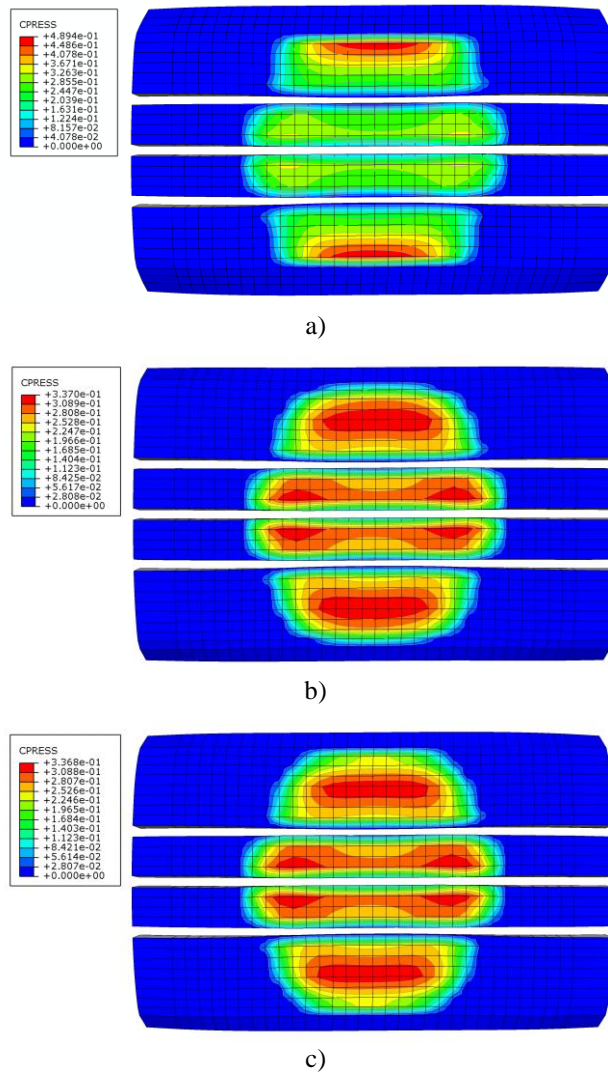 CPRESS
+4.894e-01
+4.486e-01
+4.078e-01
+3.671e-01
+3.263e-01
+2.855e-01
+2.447e-01
+2.039e-01
+1.631e-01
+1.224e-01
+8.157e-02
+4.078e-02
+0.000e+00
a)
CPRESS
+3.370e-01
+3.089e-01
+2.808e-01
+2.528e-01
+2.247e-01
+1.966e-01
+1.685e-01
+1.404e-01
+1.123e-01
+8.425e-02
+5.617e-02
+2.808e-02
+0.000e+00
b)
CPRESS
+3.368e-01
+3.088e-01
+2.807e-01
+2.526e-01
+2.246e-01
+1.965e-01
+1.684e-01
+1.403e-01
+1.123e-01
+8.421e-02
+5.614e-02
+2.807e-02
+0.000e+00
c)